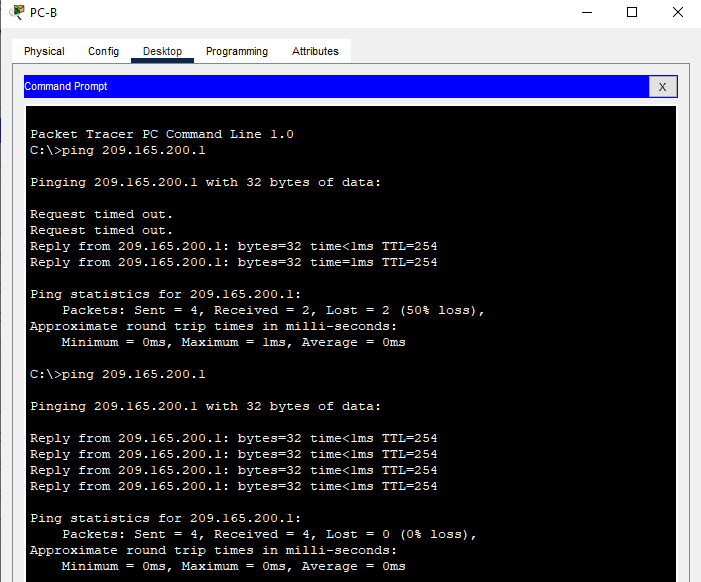 PC-B
Physical Config Desktop Programming Attributes
Command Prompt X
Packet Tracer PC Command Line 1.0
C:\>ping 209.165.200.1
Pinging 209.165.200.1 with 32 bytes of data:
Request timed out.
Request timed out.
Reply from 209.165.200.1: bytes=32 time<1ms TTL=254
Reply from 209.165.200.1: bytes=32 time=1ms TTL=254
Ping statistics for 209.165.200.1:
    Packets: Sent = 4, Received = 2, Lost = 2 (50% loss),
Approximate round trip times in milli-seconds:
    Minimum = 0ms, Maximum = 1ms, Average = 0ms
C:\>ping 209.165.200.1
Pinging 209.165.200.1 with 32 bytes of data:
Reply from 209.165.200.1: bytes=32 time<1ms TTL=254
Reply from 209.165.200.1: bytes=32 time<1ms TTL=254
Reply from 209.165.200.1: bytes=32 time<1ms TTL=254
Reply from 209.165.200.1: bytes=32 time<1ms TTL=254
Ping statistics for 209.165.200.1:
    Packets: Sent = 4, Received = 4, Lost = 0 (0% loss),
Approximate round trip times in milli-seconds:
    Minimum = 0ms, Maximum = 0ms, Average = 0ms